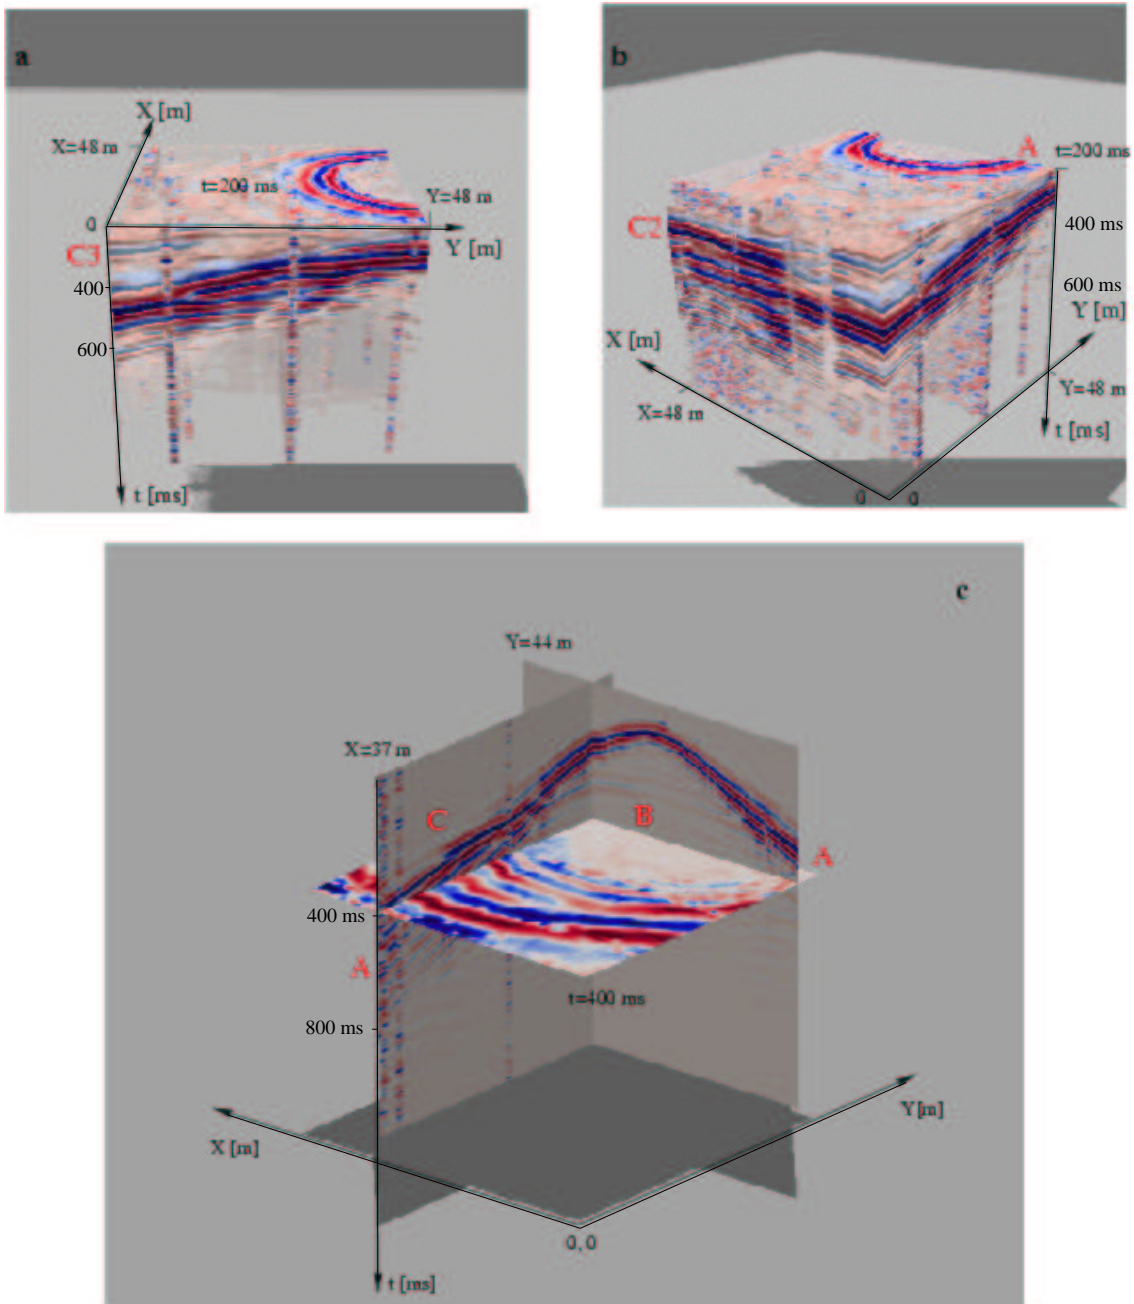 a
X [m]
X=48 m
t=200 ms
Y=48 m
0
Y [m]
C3
400
600
t [ms]
b
A
t=200 ms
C2
400 ms
600 ms
Y [m]
X [m]
Y=48 m
X=48 m
t [ms]
0
0
c
Y=44 m
X=37 m
C
B
A
400 ms
A
t=400 ms
800 ms
Y[m]
X [m]
0,0
t [ms]